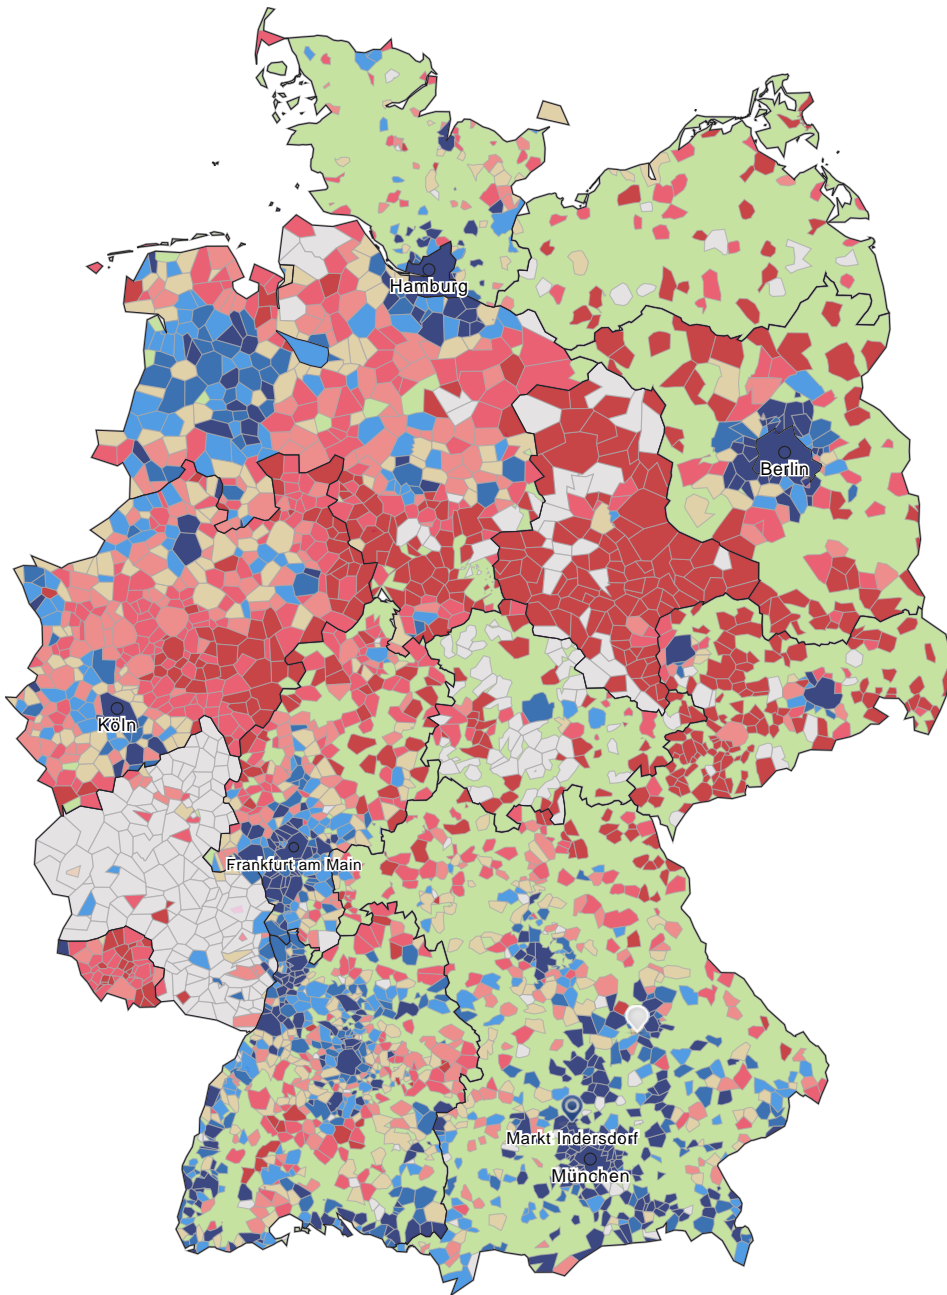 Hamburg
Berlin
Köln
Frankfurt am Main
Markt Indersdorf
München